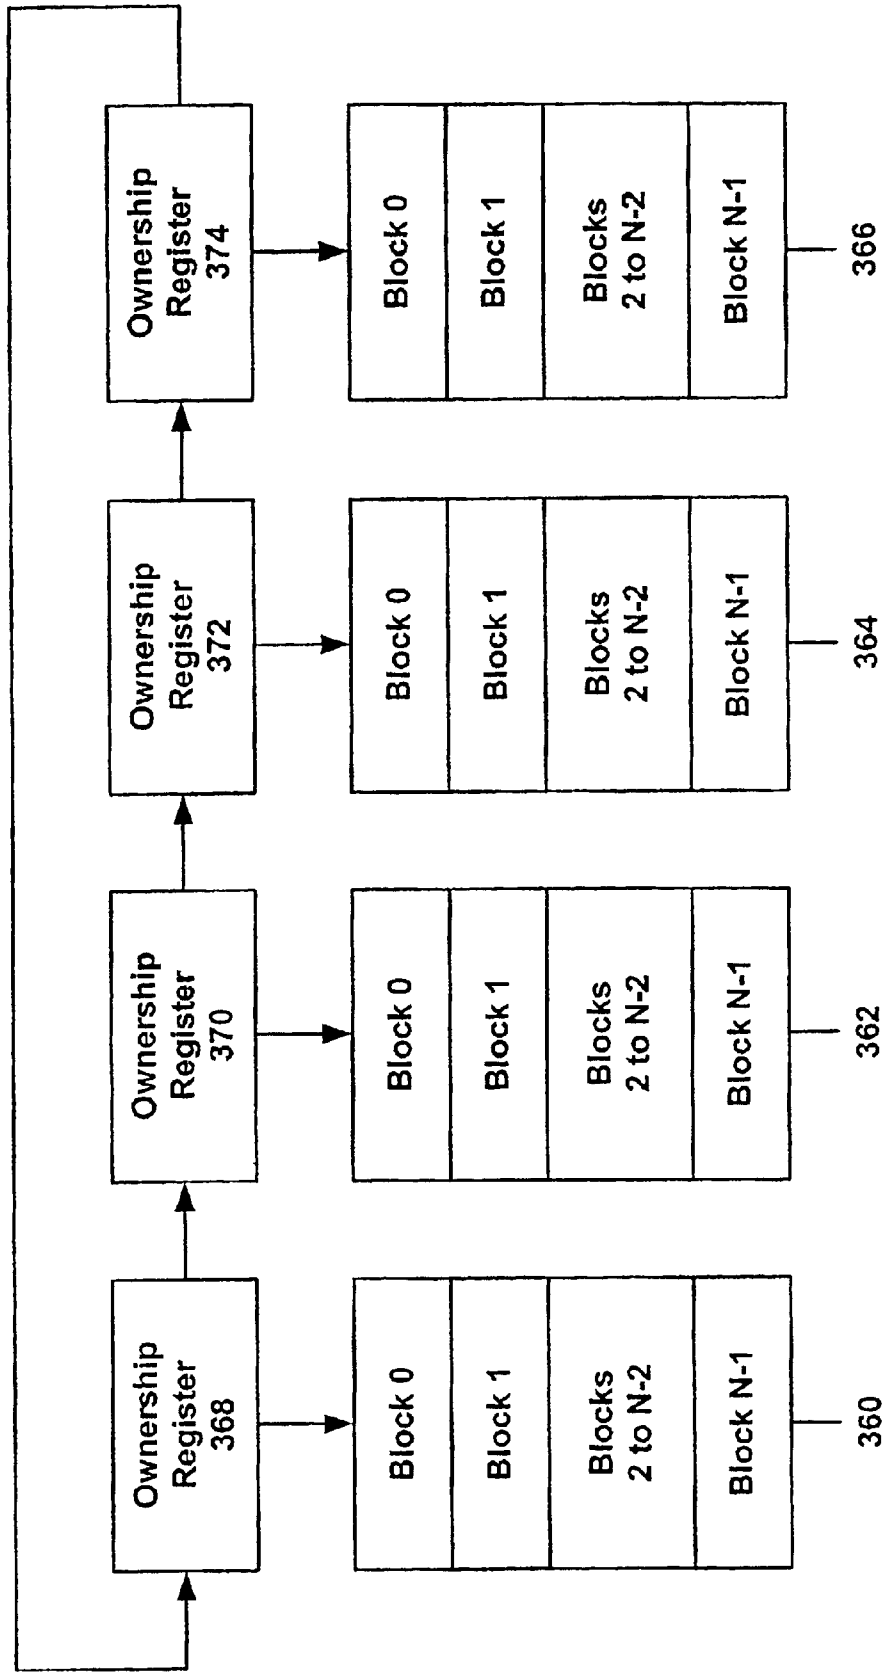 Ownership
Register
368
Ownership
Register
370
Ownership
Register
372
Ownership
Register
374
Block 0
Block 1
Blocks
2 to N-2
Block N-1
360
Block 0
Block 1
Blocks
2 to N-2
Block N-1
362
Block 0
Block 1
Blocks
2 to N-2
Block N-1
364
Block 0
Block 1
Blocks
2 to N-2
Block N-1
366